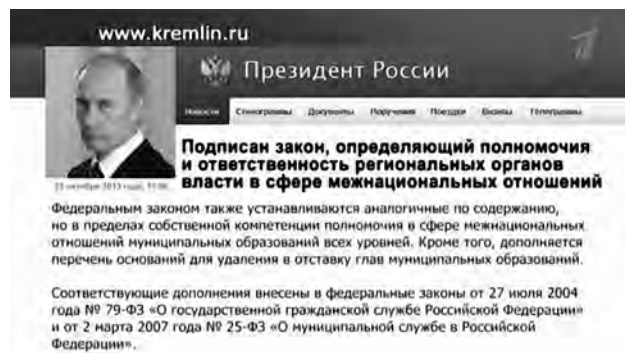 www.kremlin.ru
Президент России
Новости Стенограммы Документы Поручения Поездки Визиты Телеграммы
Подписан закон, определяющий полномочия
и ответственность региональных органов
власти в сфере межнациональных отношений
октября 2013 года,
Федеральным законом также устанавливаются аналогичные по содержанию,
но в пределах собственной компетенции полномочия в сфере межнациональных
отношений муниципальных образований всех уровней. Кроме того, дополняется
перечень оснований для удаления в отставку глав муниципальных образований.
Соответствующие дополнения внесены в федеральные законы от 27 июля 2004
года № 79-ФЗ «О государственной гражданской службе Российской Федерации»
и от 2 марта 2007 года № 25-ФЗ «О муниципальной службе в Российской
Федерации».